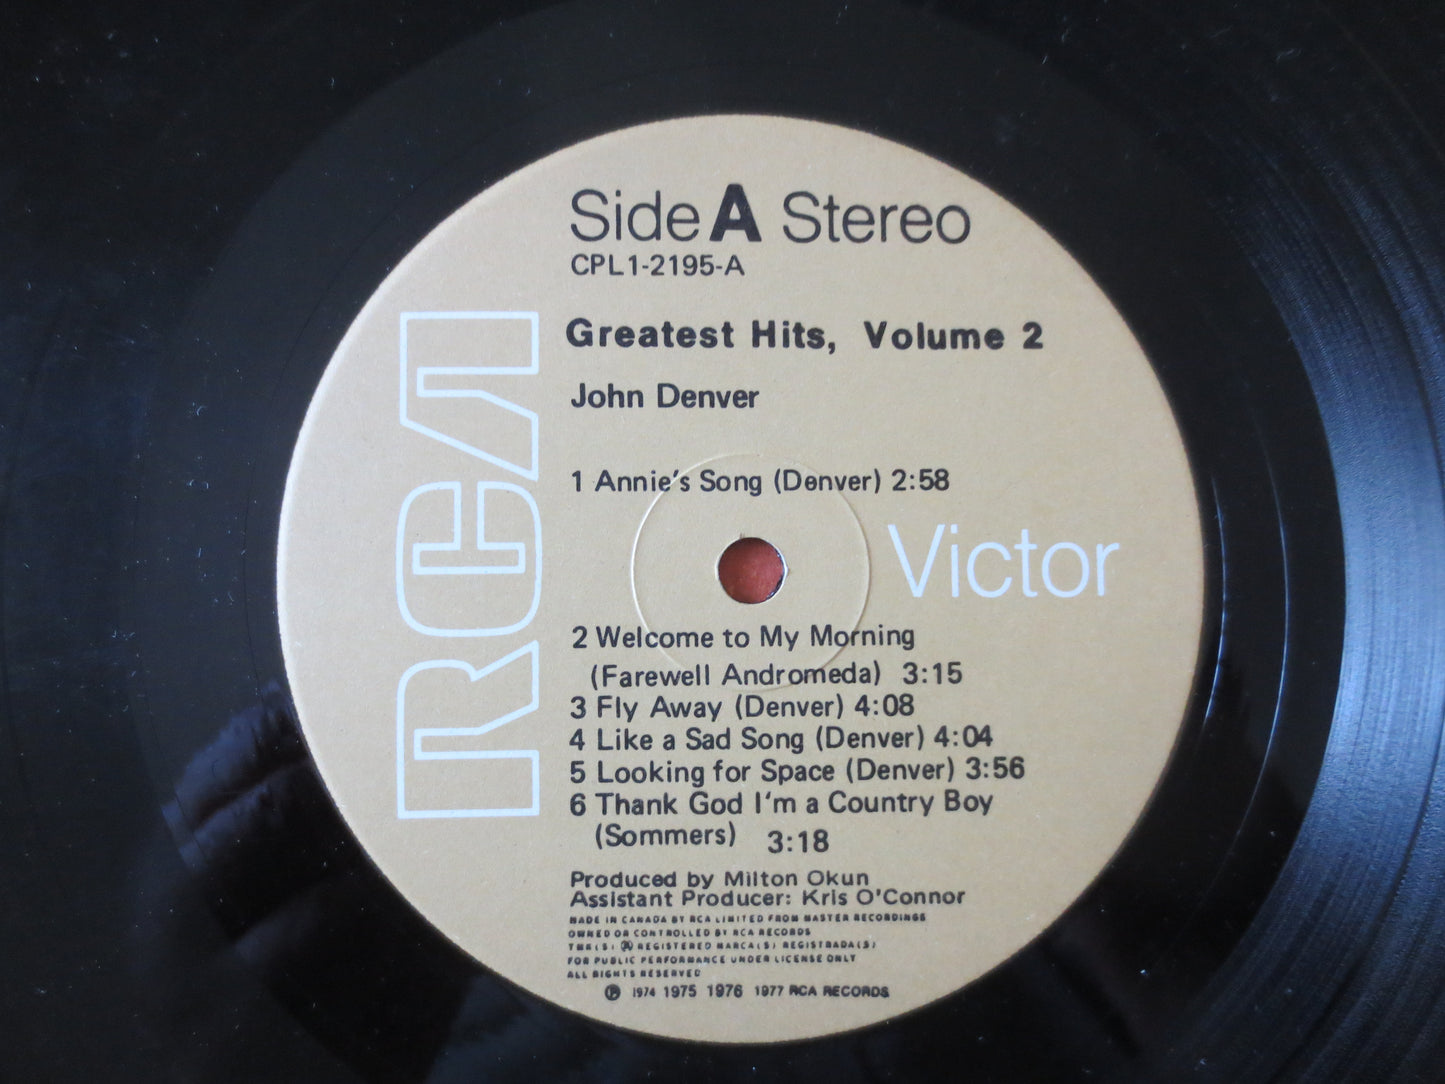 Side A Stereo
CPL1-2195-A
Greatest Hits, Volume 2
John Denver
1 Annie's Song (Denver) 2:58
RCA
Victor
2 Welcome to My Morning
(Farewell Andromeda) 3:15
3 Fly Away (Denver) 4:08
4 Like a Sad Song (Denver) 4:04
5 Looking for Space (Denver) 3:56
6 Thank God I'm a Country Boy
(Sommers) 3:18
Produced by Milton Okun
Assistant Producer: Kris O'Connor
MADE IN CANADA BY RCA LIMITED FROM MASTER RECORDINGS
OWNED OR CONTROLLED BY RCA RECORDS
TMK(S) ® REGISTERED MARCA(S) REGISTRADA(S)
FOR PUBLIC PERFORMANCE UNDER LICENSE ONLY
ALL RIGHTS RESERVED
℗ 1974 1975 1976 1977 RCA RECORDS